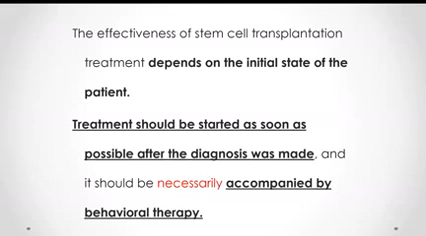 The effectiveness of stem cell transplantation
treatment depends on the initial state of the
patient.
Treatment should be started as soon as
possible after the diagnosis was made, and
it should be necessarily accompanied by
behavioral therapy.